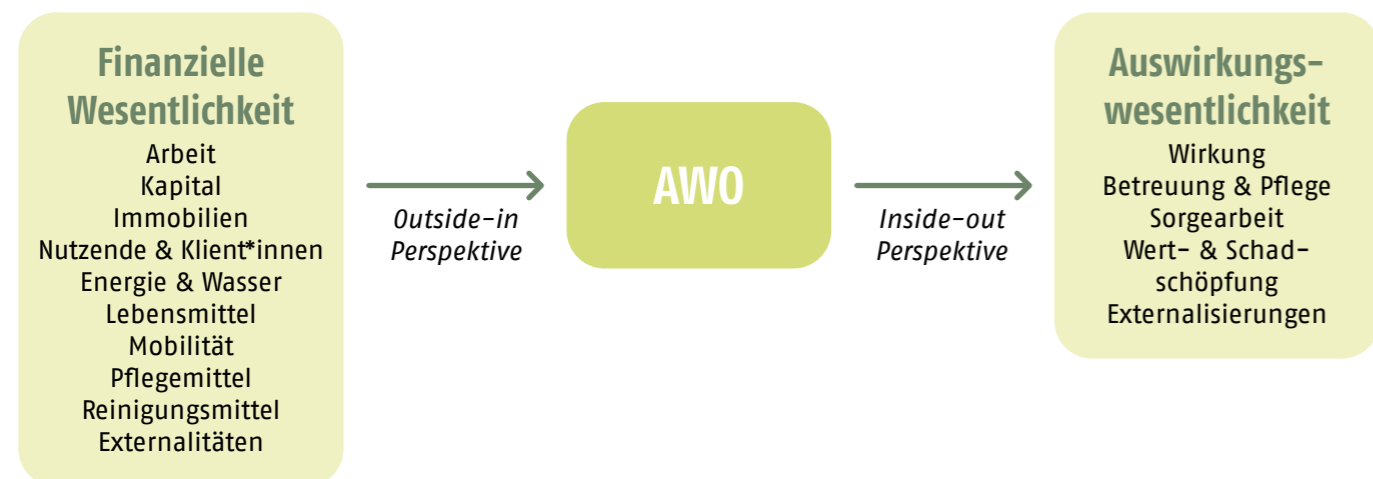 Finanzielle
Wesentlichkeit
Arbeit
Kapital
Immobilien
Nutzende & Klient*innen
Energie & Wasser
Lebensmittel
Mobilität
Pflegemittel
Reinigungsmittel
Externalitäten
Outside-in
Perspektive
AWO
Inside-out
Perspektive
Auswirkungs-
wesentlichkeit
Wirkung
Betreuung & Pflege
Sorgearbeit
Wert- & Schad-
schöpfung
Externalisierungen